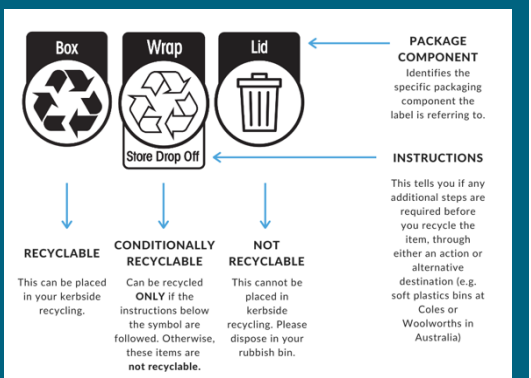 Box
Wrap
Lid
Store Drop Off
PACKAGE
COMPONENT
Identifies the
specific packaging
component the
label is referring to.
INSTRUCTIONS
This tells you if any
additional steps are
required before
you recycle the
item, through
either an action or
alternative
destination (e.g.
soft plastics bins at
Coles or
Woolworths in
Australia)
RECYCLABLE
This can be placed
in your kerbside
recycling.
CONDITIONALLY
RECYCLABLE
Can be recycled
ONLY if the
instructions below
the symbol are
followed. Otherwise,
these items are
not recyclable.
NOT
RECYCLABLE
This cannot be
placed in
kerbside
recycling. Please
dispose in your
rubbish bin.